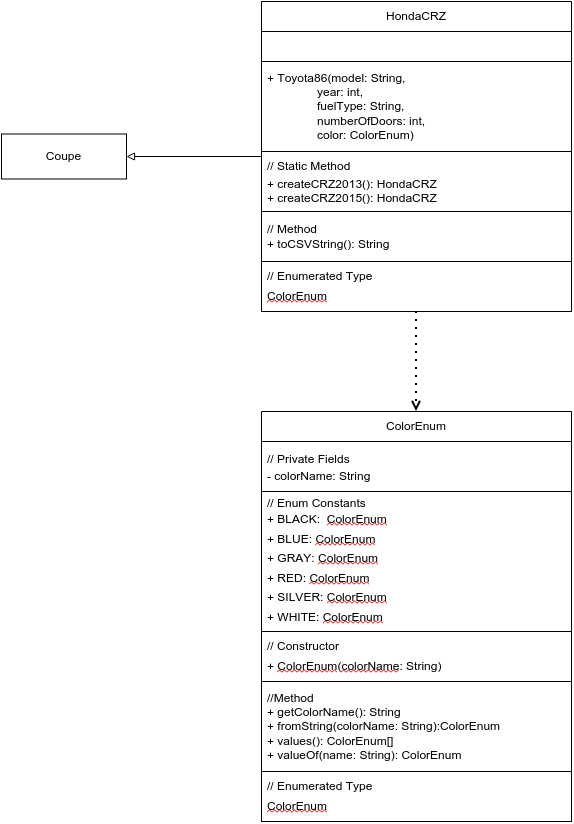 HondaCRZ
+ Toyota86(model: String,
year: int,
fuelType: String,
numberOfDoors: int,
color: ColorEnum)
Coupe
// Static Method
+ createCRZ2013(): HondaCRZ
+ createCRZ2015(): HondaCRZ
// Method
+ toCSVString(): String
// Enumerated Type
ColorEnum
ColorEnum
// Private Fields
- colorName: String
// Enum Constants
+ BLACK:  ColorEnum
+ BLUE: ColorEnum
+ GRAY: ColorEnum
+ RED: ColorEnum
+ SILVER: ColorEnum
+ WHITE: ColorEnum
// Constructor
+ ColorEnum(colorName: String)
//Method
+ getColorName(): String
+ fromString(colorName: String):ColorEnum
+ values(): ColorEnum[]
+ valueOf(name: String): ColorEnum
// Enumerated Type
ColorEnum